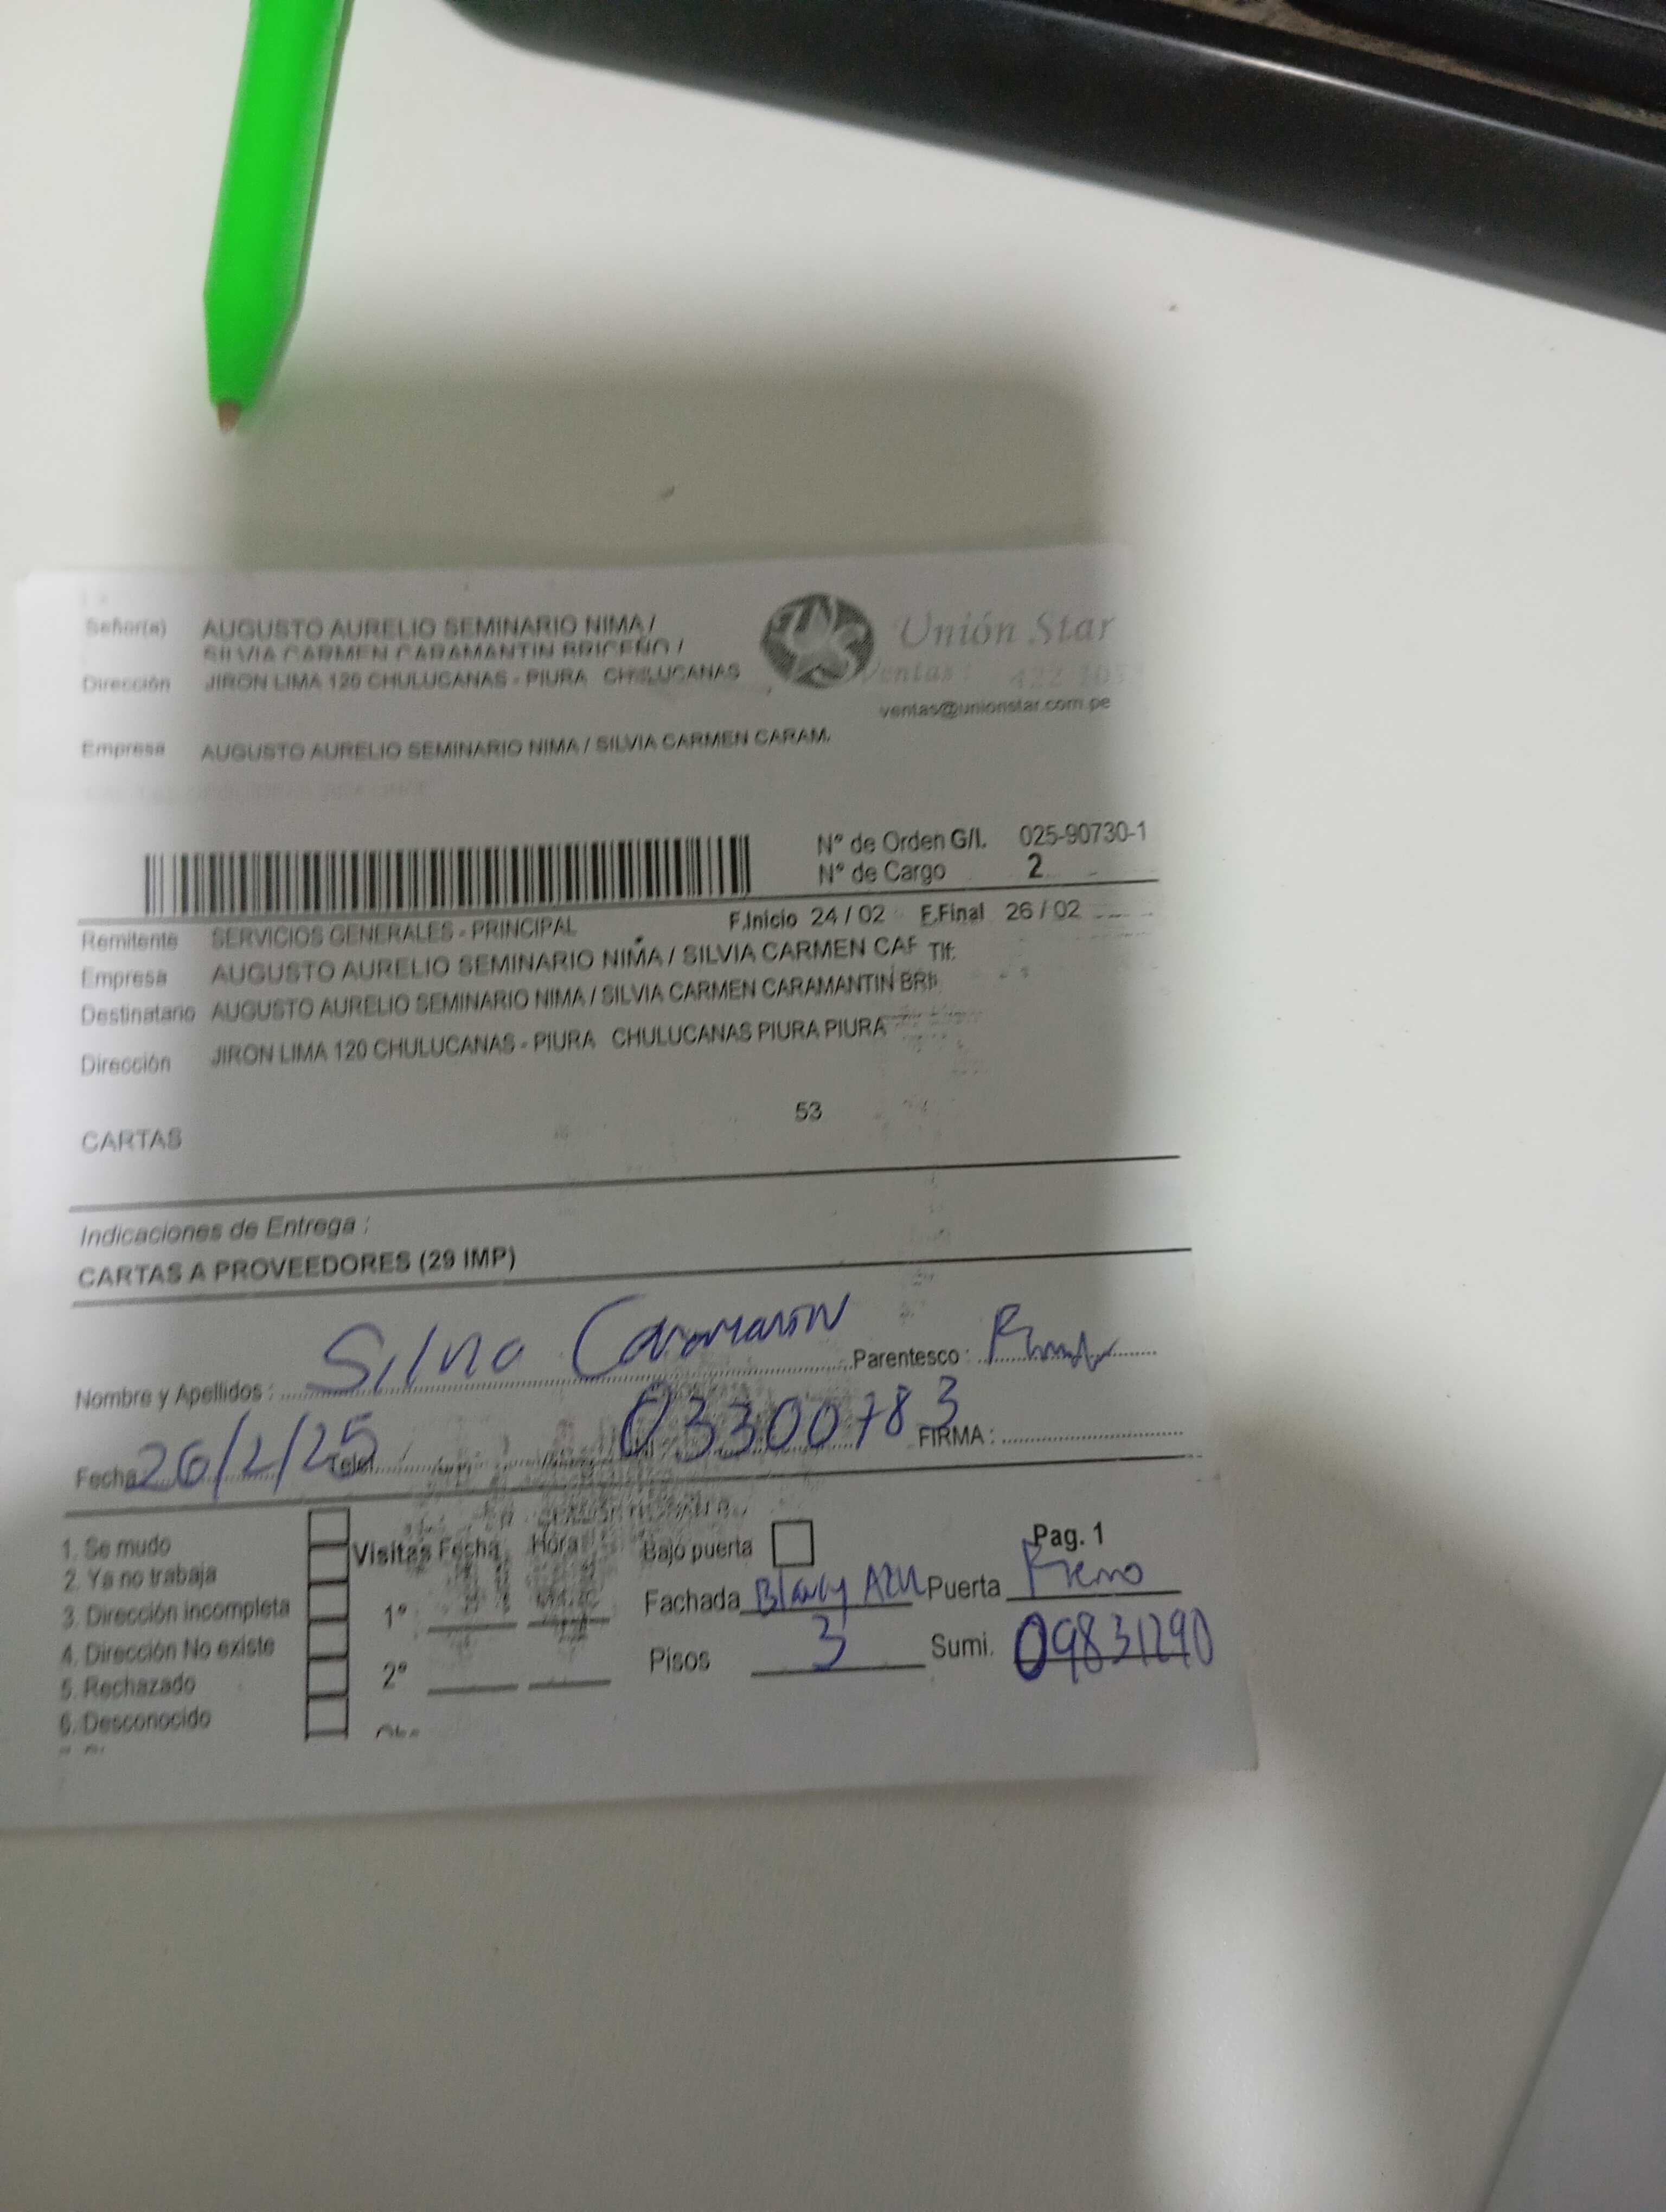 Señor(a) AUGUSTO AURELIO SEMINARIO NIMA /
SILVIA CARMEN CARAMANTIN BRICEÑO /
Unión Star
Dirección JIRON LIMA 120 CHULUCANAS - PIURA CHULUCANAS
Ventas: 422
ventas@unionstar.com.pe
Empresa AUGUSTO AURELIO SEMINARIO NIMA / SILVIA CARMEN CARAM.
N° de Orden G/I. 025-90730-1
N° de Cargo 2
F.Inicio 24 / 02 F.Final 26 / 02
Remitente SERVICIOS GENERALES - PRINCIPAL
Empresa AUGUSTO AURELIO SEMINARIO NIMA / SILVIA CARMEN CAF Tlf.
Destinatario AUGUSTO AURELIO SEMINARIO NIMA / SILVIA CARMEN CARAMANTIN BRI
Dirección JIRON LIMA 120 CHULUCANAS - PIURA CHULUCANAS PIURA PIURA
53
CARTAS
Indicaciones de Entrega :
CARTAS A PROVEEDORES (29 IMP)
Nombre y Apellidos : Silvia Parentesco :
Fecha 26/2/25 Telef. 03300783 FIRMA :
1. Se mudo
2. Ya no trabaja
3. Dirección incompleta
4. Dirección No existe
5. Rechazado
6. Desconocido
Visitas Fecha Hora
1°
2°
Bajo puerta
Pag. 1
Fachada Blanc y Azul Puerta Fierro
Pisos 3 Sumi. 09831290